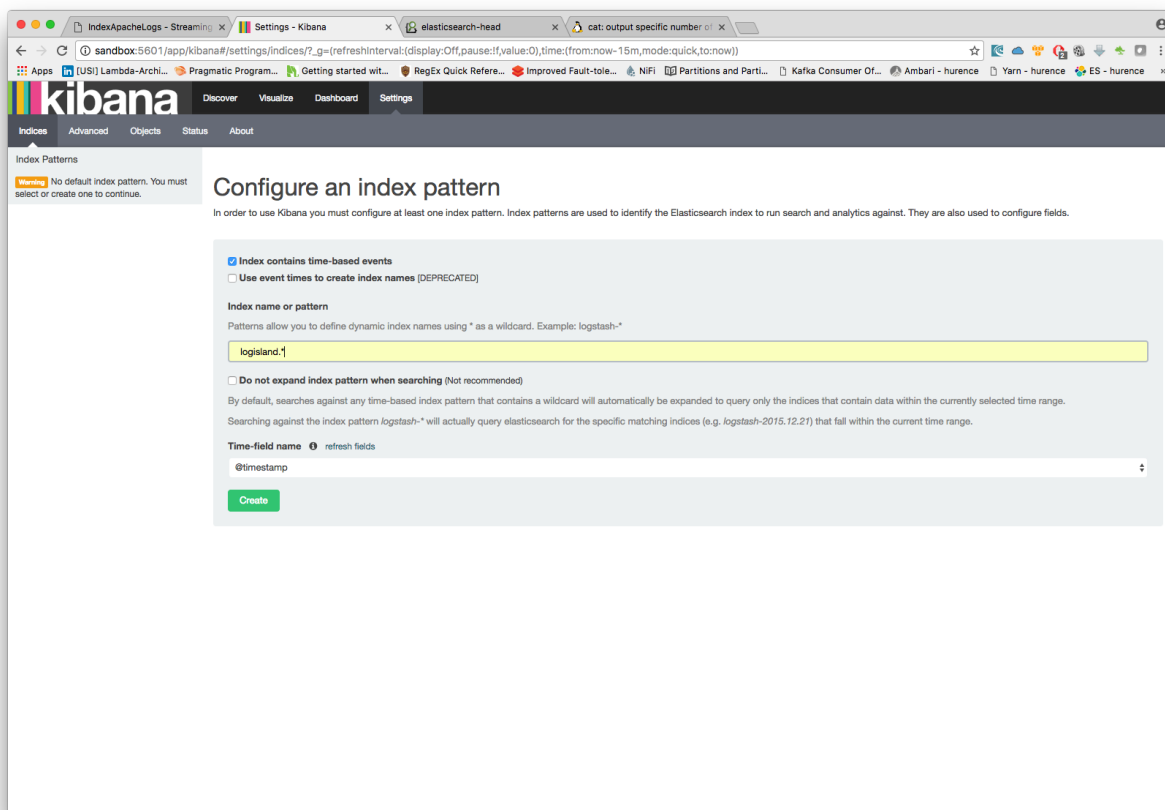 IndexApacheLogs - Streaming
Settings - Kibana
elasticsearch-head
cat: output specific number of
sandbox:5601/app/kibana#/settings/indices/?_g=(refreshInterval:(display:Off,pause:!f,value:0),time:(from:now-15m,mode:quick,to:now))
Apps
[USI] Lambda-Archi...
Pragmatic Program...
Getting started wit...
RegEx Quick Refere...
Improved Fault-tole...
NiFi
Partitions and Parti...
Kafka Consumer Of...
Ambari - hurence
Yarn - hurence
ES - hurence
»
kibana
Discover
Visualize
Dashboard
Settings
Indices
Advanced
Objects
Status
About
Index Patterns
Warning No default index pattern. You must
select or create one to continue.
Configure an index pattern
In order to use Kibana you must configure at least one index pattern. Index patterns are used to identify the Elasticsearch index to run search and analytics against. They are also used to configure fields.
Index contains time-based events
Use event times to create index names [DEPRECATED]
Index name or pattern
Patterns allow you to define dynamic index names using * as a wildcard. Example: logstash-*
logisland.*
Do not expand index pattern when searching (Not recommended)
By default, searches against any time-based index pattern that contains a wildcard will automatically be expanded to query only the indices that contain data within the currently selected time range.
Searching against the index pattern logstash-* will actually query elasticsearch for the specific matching indices (e.g. logstash-2015.12.21) that fall within the current time range.
Time-field name
refresh fields
@timestamp
Create